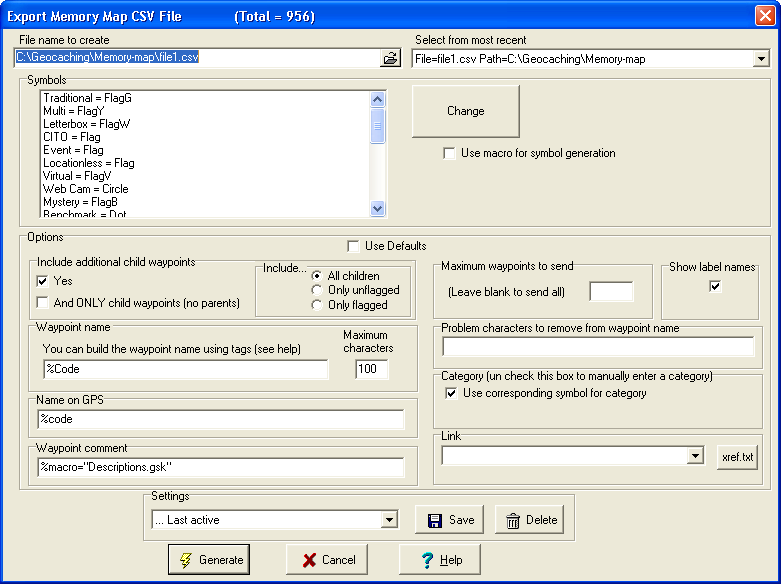 Export Memory Map CSV File (Total = 956)
File name to create
C:\Geocaching\Memory-map\file1.csv
Select from most recent
File=file1.csv Path=C:\Geocaching\Memory-map
Symbols
Traditional = FlagG
Multi = FlagY
Letterbox = FlagW
CITO = Flag
Event = Flag
Locationless = Flag
Virtual = FlagV
Web Cam = Circle
Mystery = FlagB
Benchmark = Dot
Change
Use macro for symbol generation
Options
Use Defaults
Include additional child waypoints
Yes
And ONLY child waypoints (no parents)
Include...
All children
Only unflagged
Only flagged
Maximum waypoints to send
(Leave blank to send all)
Show label names
Waypoint name
You can build the waypoint name using tags (see help)
%Code
Maximum
characters
100
Problem characters to remove from waypoint name
Name on GPS
%code
Category (un check this box to manually enter a category)
Use corresponding symbol for category
Waypoint comment
%macro="Descriptions.gsk"
Link
xref.txt
Settings
... Last active
Save
Delete
Generate
Cancel
Help